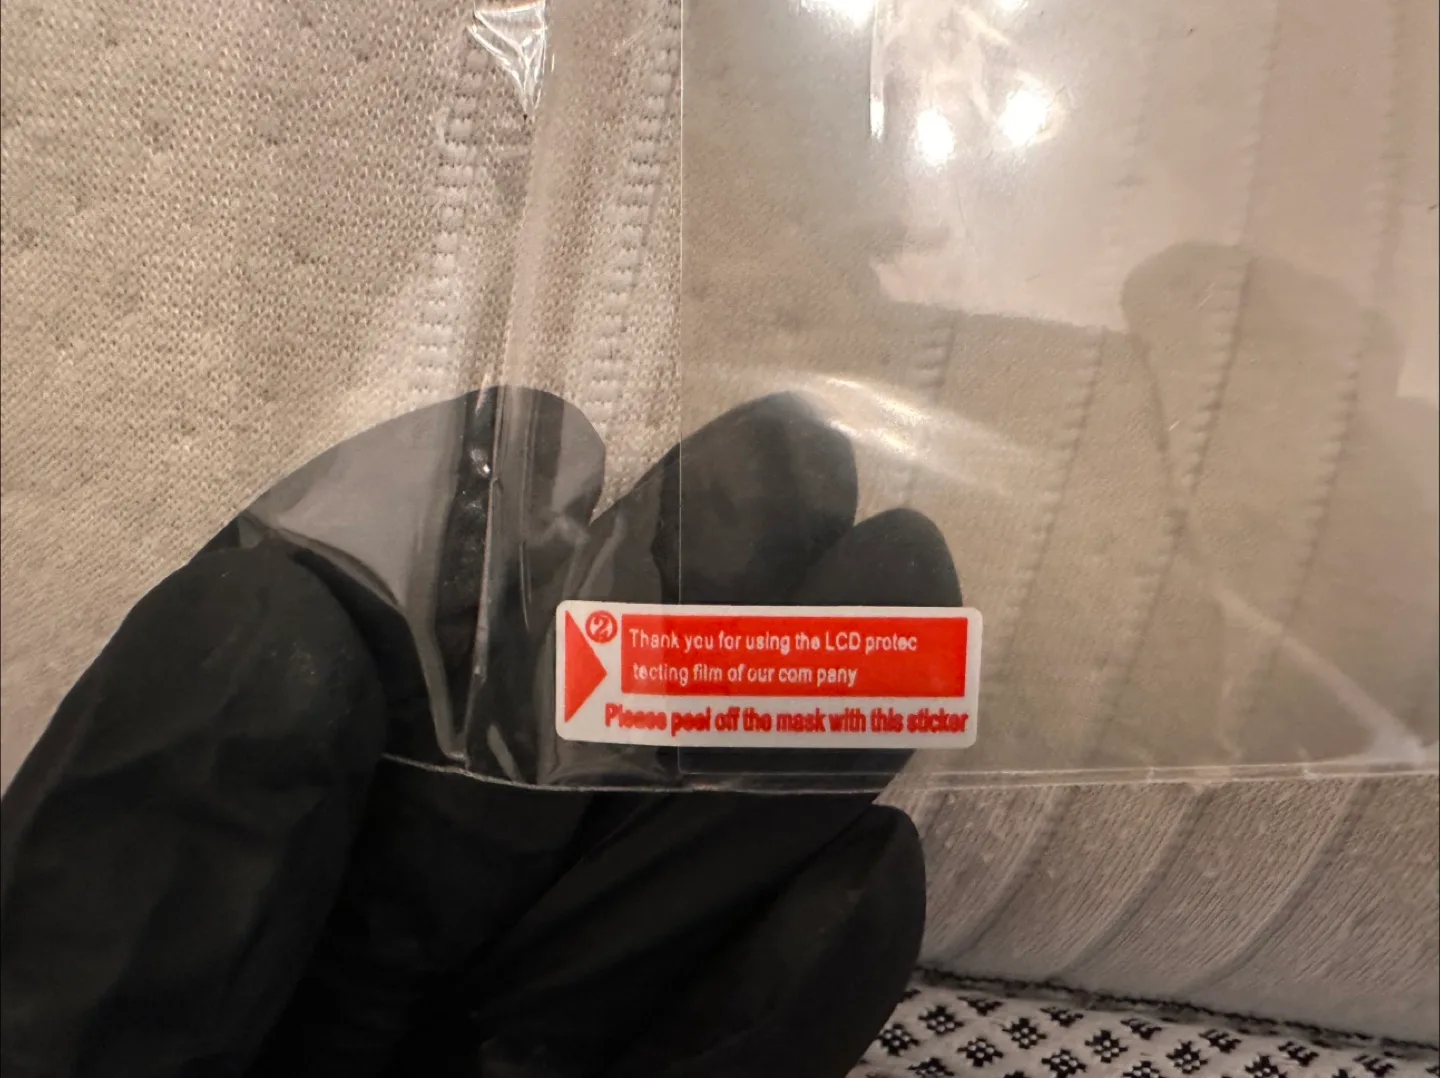 ②
Thank you for using the LCD protec
tecting film of our com pany
Please peel off the mask with this sticker